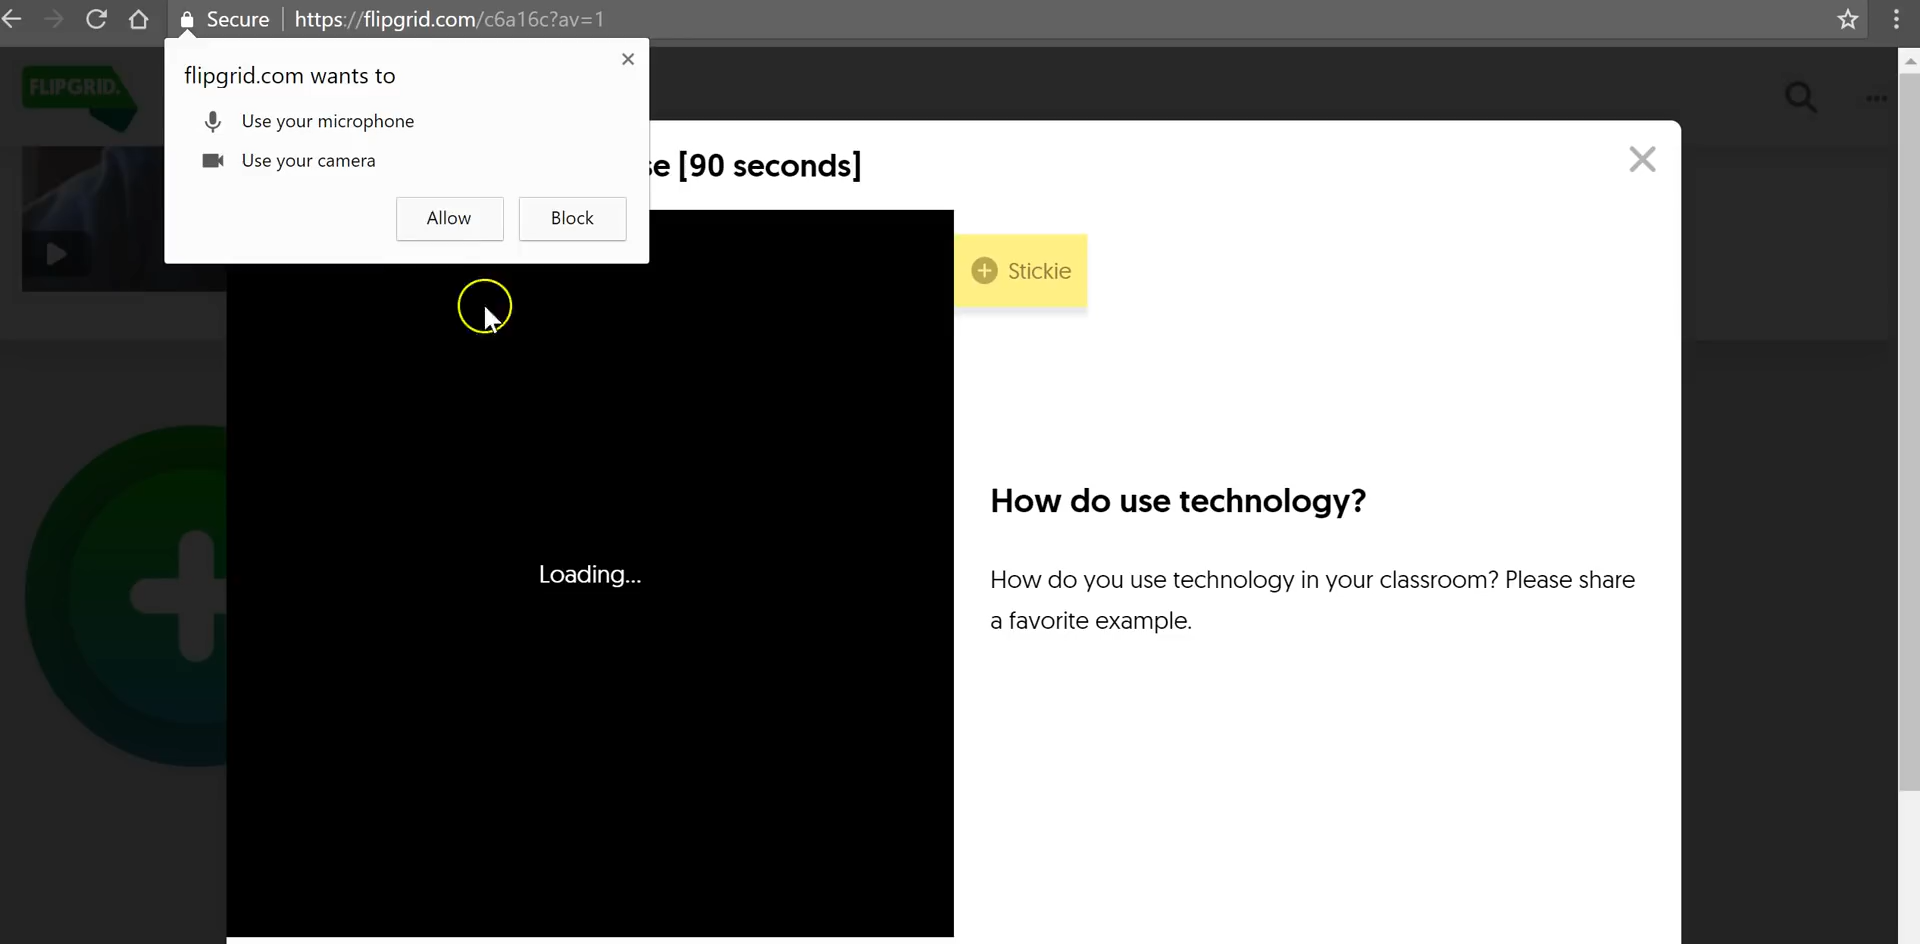 Secure https://flipgrid.com/c6a16c?av=1
flipgrid.com wants to
Use your microphone
Use your camera
Allow Block
FLIPGRID.
se [90 seconds]
Stickie
Loading...
How do use technology?
How do you use technology in your classroom? Please share
a favorite example.